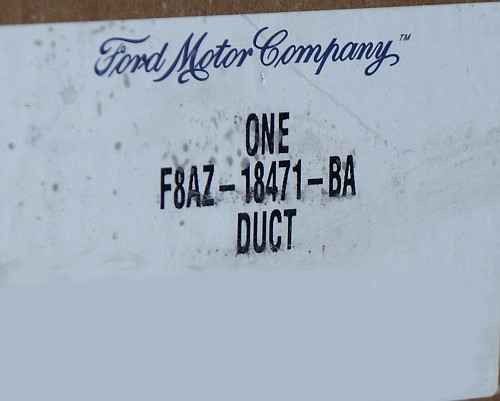 Ford Motor Company™
ONE
F8AZ-18471-BA
DUCT